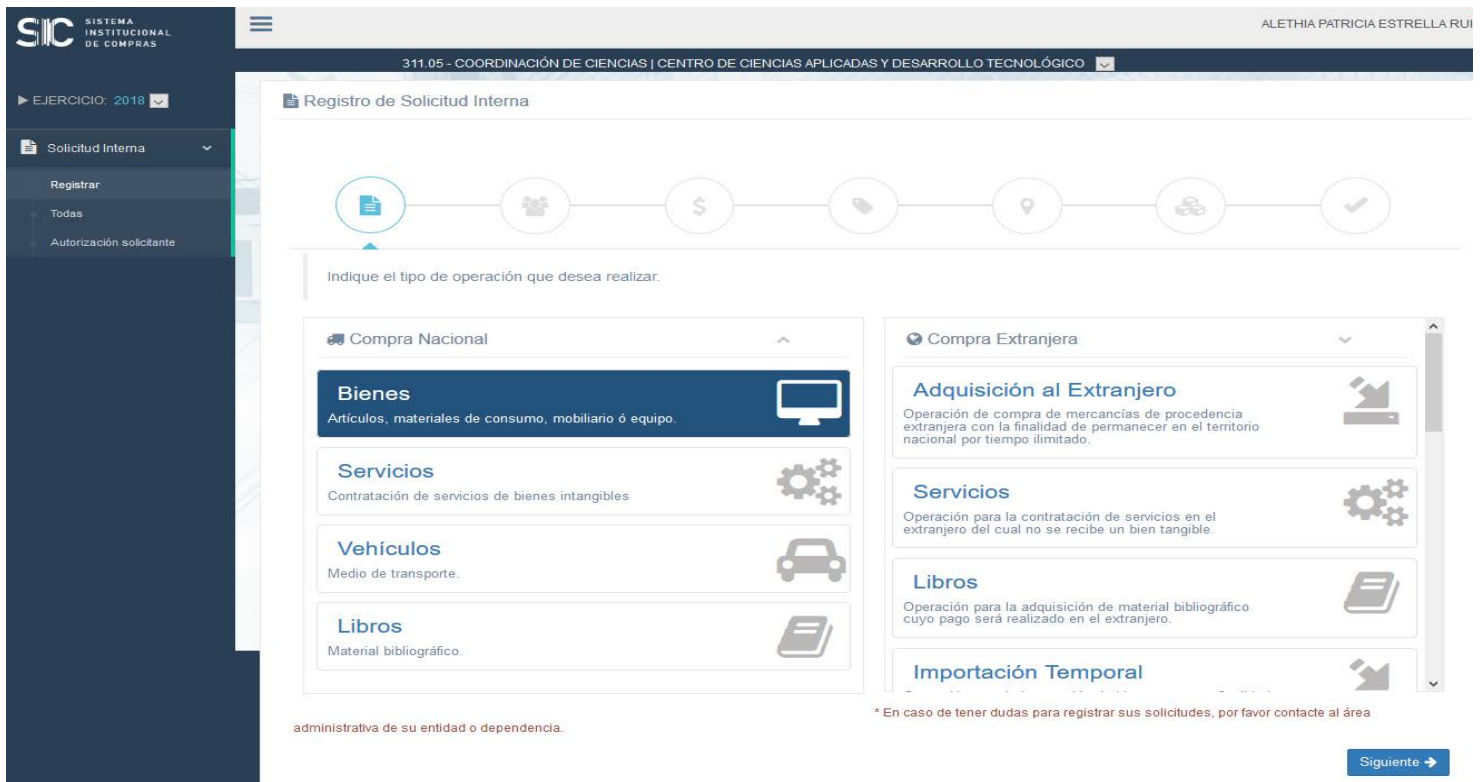 SIC SISTEMA
INSTITUCIONAL
DE COMPRAS
ALETHIA PATRICIA ESTRELLA RUI
311.05 - COORDINACIÓN DE CIENCIAS | CENTRO DE CIENCIAS APLICADAS Y DESARROLLO TECNOLÓGICO
EJERCICIO: 2018
Solicitud Interna
Registrar
Todas
Autorización solicitante
Registro de Solicitud Interna
$
Indique el tipo de operación que desea realizar.
Compra Nacional
Bienes
Artículos, materiales de consumo, mobiliario ó equipo.
Servicios
Contratación de servicios de bienes intangibles
Vehículos
Medio de transporte.
Libros
Material bibliográfico.
Compra Extranjera
Adquisición al Extranjero
Operación de compra de mercancías de procedencia
extranjera con la finalidad de permanecer en el territorio
nacional por tiempo ilimitado.
Servicios
Operación para la contratación de servicios en el
extranjero del cual no se recibe un bien tangible.
Libros
Operación para la adquisición de material bibliográfico
cuyo pago será realizado en el extranjero.
Importación Temporal
* En caso de tener dudas para registrar sus solicitudes, por favor contacte al área
administrativa de su entidad o dependencia.
Siguiente